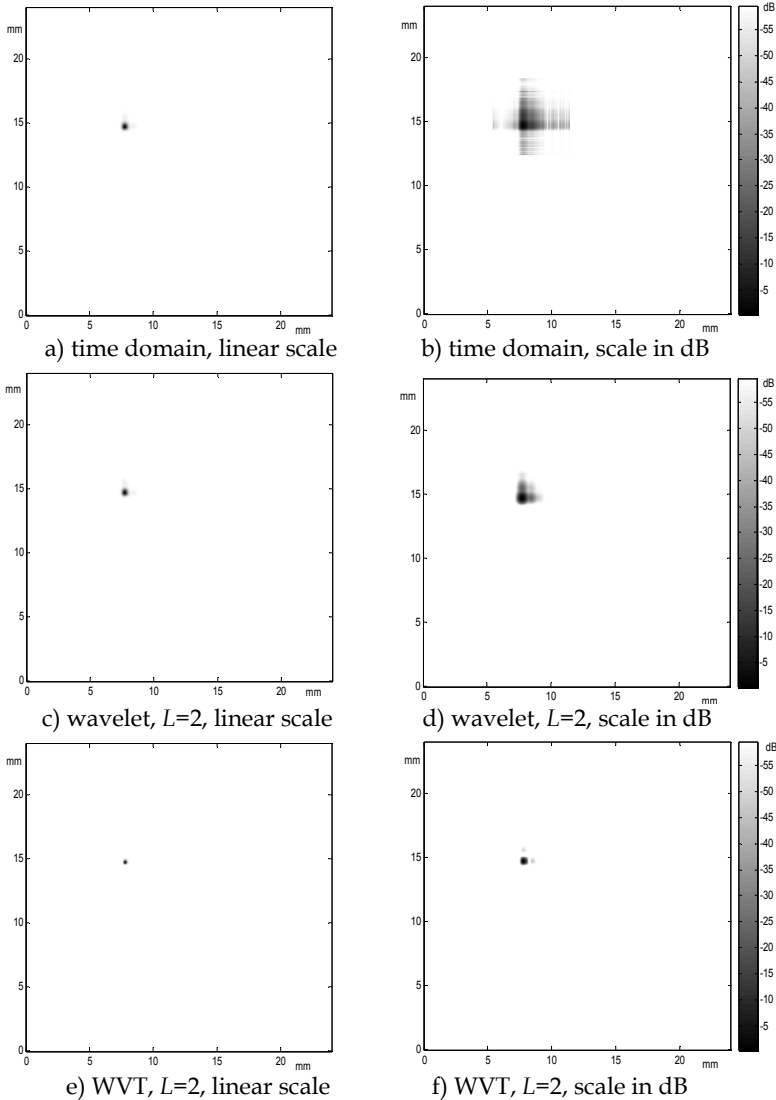 mm
20
15
10
5
0
0 5 10 15 20
mm
a) time domain, linear scale
mm
20
15
10
5
0
0 5 10 15 20
mm
dB
-55
-50
-45
-40
-35
-30
-25
-20
-15
-10
-5
b) time domain, scale in dB
mm
20
15
10
5
0
0 5 10 15 20
mm
c) wavelet, L=2, linear scale
mm
20
15
10
5
0
0 5 10 15 20
mm
dB
-55
-50
-45
-40
-35
-30
-25
-20
-15
-10
-5
d) wavelet, L=2, scale in dB
mm
20
15
10
5
0
0 5 10 15 20
mm
e) WVT, L=2, linear scale
mm
20
15
10
5
0
0 5 10 15 20
mm
dB
-55
-50
-45
-40
-35
-30
-25
-20
-15
-10
-5
f) WVT, L=2, scale in dB